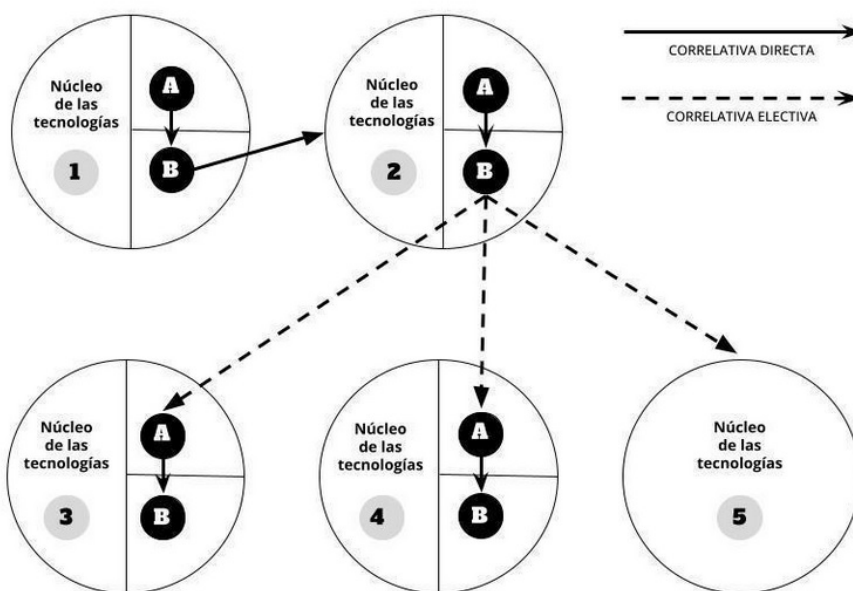 CORRELATIVA DIRECTA
CORRELATIVA ELECTIVA
Núcleo
de las
tecnologías
1
A
B
Núcleo
de las
tecnologías
2
A
B
Núcleo
de las
tecnologías
3
A
B
Núcleo
de las
tecnologías
4
A
B
Núcleo
de las
tecnologías
5